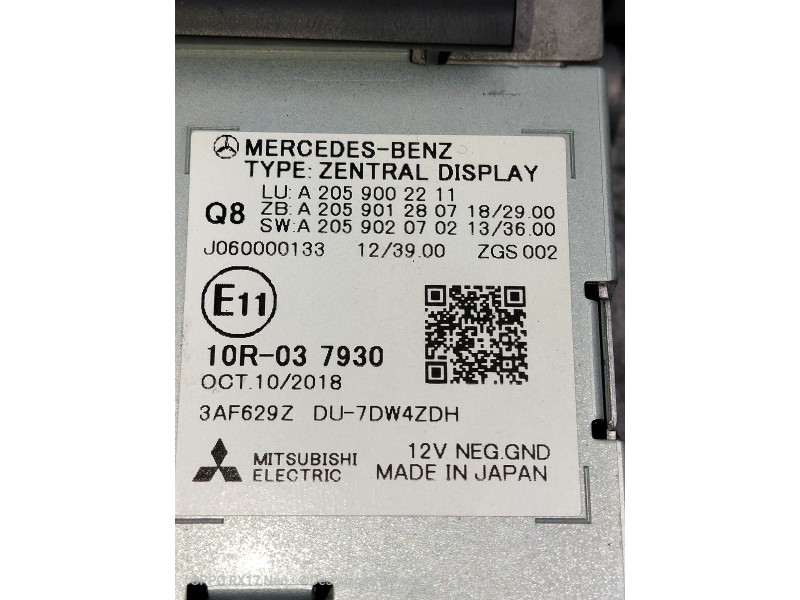 MERCEDES-BENZ
TYPE: ZENTRAL DISPLAY
LU: A 205 900 22 11
Q8 ZB: A 205 901 28 07 18/29.00
SW: A 205 902 07 02 13/36.00
J060000133 12/39.00 ZGS 002
E11
10R-03 7930
OCT.10/2018
3AF629Z DU-7DW4ZDH
MITSUBISHI ELECTRIC
12V NEG.GND
MADE IN JAPAN